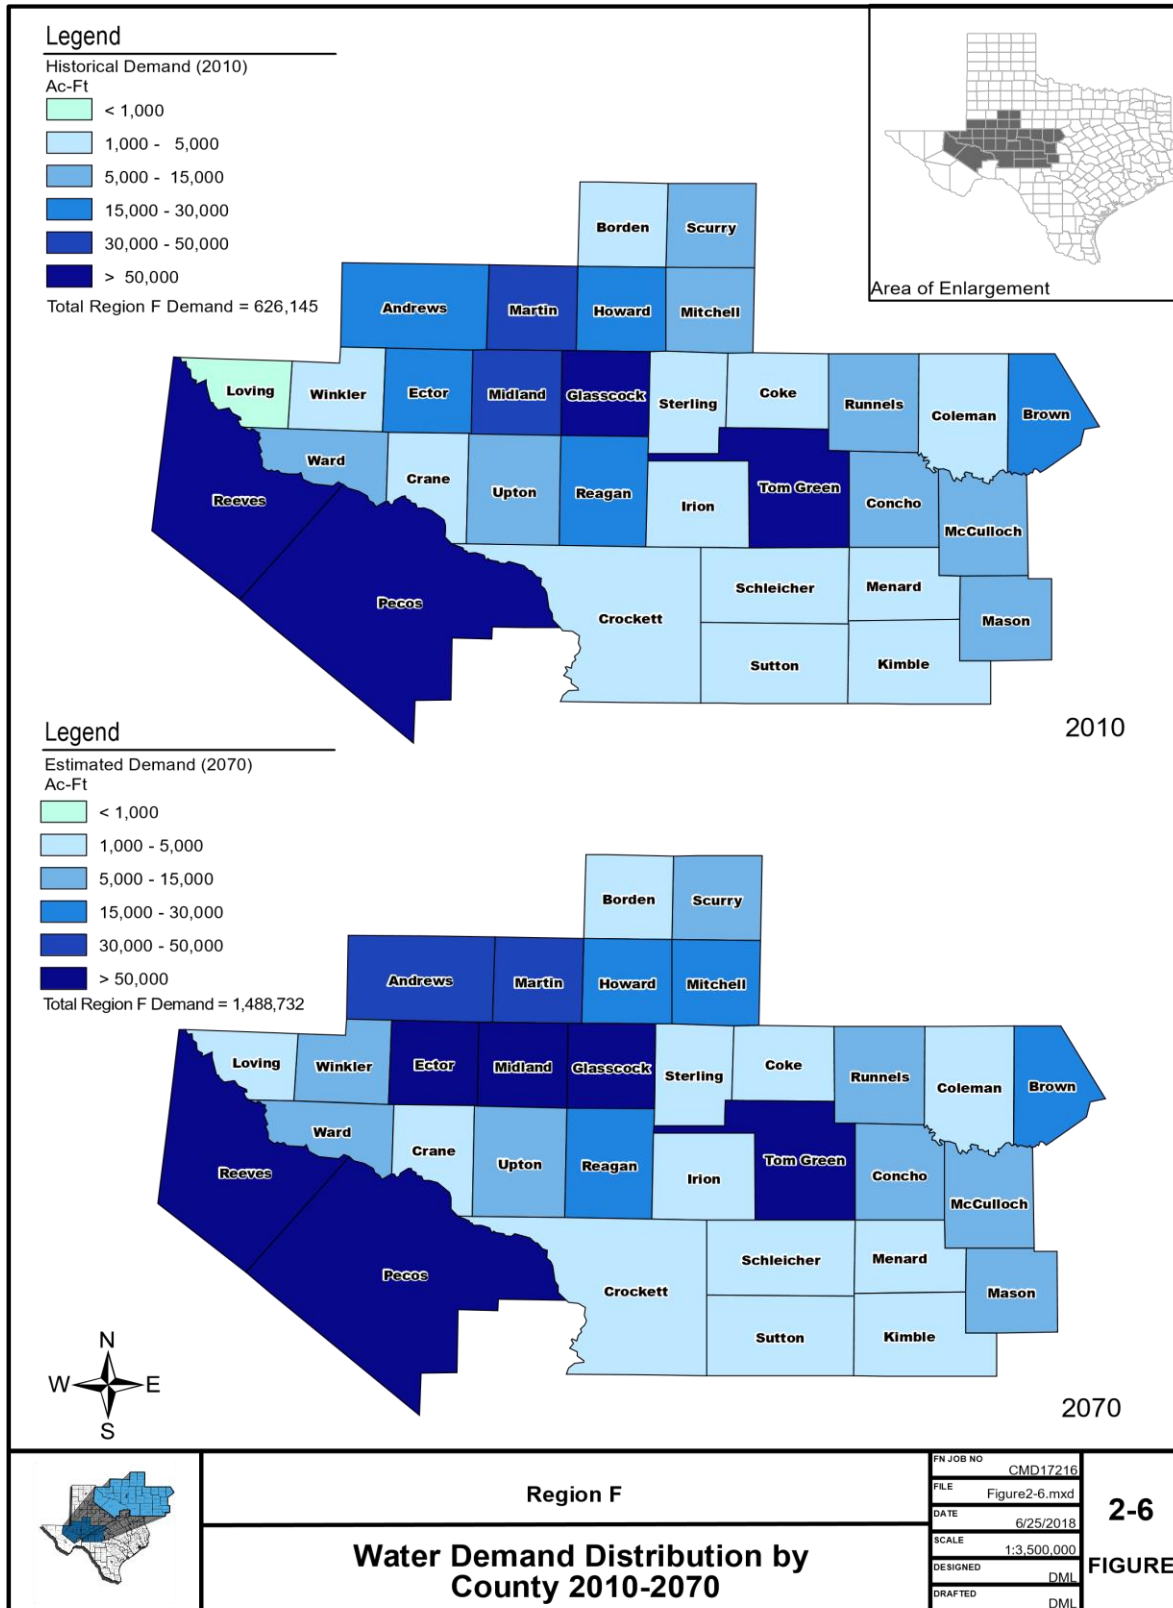 Legend
Historical Demand (2010)
Ac-Ft
< 1,000
1,000 - 5,000
5,000 - 15,000
15,000 - 30,000
30,000 - 50,000
> 50,000
Total Region F Demand = 626,145
Area of Enlargement
Borden
Scurry
Andrews
Martin
Howard
Mitchell
Loving
Winkler
Ector
Midland
Glasscock
Sterling
Coke
Runnels
Coleman
Brown
Reeves
Ward
Crane
Upton
Reagan
Irion
Tom Green
Concho
McCulloch
Pecos
Crockett
Schleicher
Menard
Mason
Sutton
Kimble
2010
Legend
Estimated Demand (2070)
Ac-Ft
< 1,000
1,000 - 5,000
5,000 - 15,000
15,000 - 30,000
30,000 - 50,000
> 50,000
Total Region F Demand = 1,488,732
Borden
Scurry
Andrews
Martin
Howard
Mitchell
Loving
Winkler
Ector
Midland
Glasscock
Sterling
Coke
Runnels
Coleman
Brown
Reeves
Ward
Crane
Upton
Reagan
Irion
Tom Green
Concho
McCulloch
Pecos
Crockett
Schleicher
Menard
Mason
Sutton
Kimble
N
W E
S
2070
Region F
Water Demand Distribution by
County 2010-2070
FN JOB NO
CMD17216
FILE
Figure2-6.mxd
DATE
6/25/2018
SCALE
1:3,500,000
DESIGNED
DML
DRAFTED
DML
2-6
FIGURE